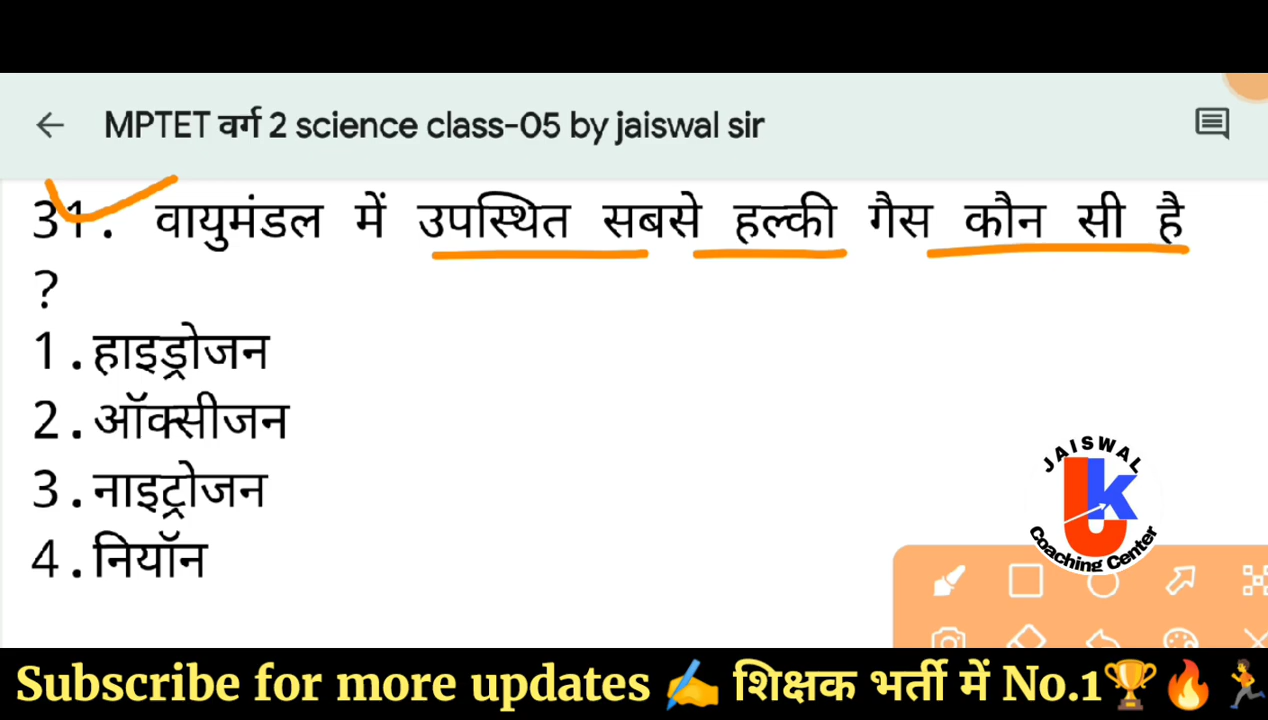 MPTET वर्ग 2 science class-05 by jaiswal sir
31. वायुमंडल में उपस्थित सबसे हल्की गैस कौन सी है
?
1.हाइड्रोजन
2.ऑक्सीजन
3.नाइट्रोजन
4.नियॉन
JAISWAL
Jk
Coaching Center
Subscribe for more updates ✍️ शिक्षक भर्ती में No.1🏆🔥🏃